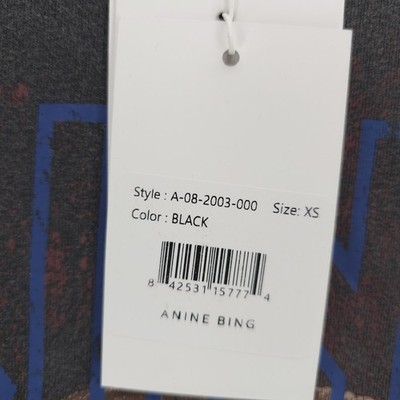 Style : A-08-2003-000 Size: XS
Color : BLACK
8 42531 15777 4
ANINE BING